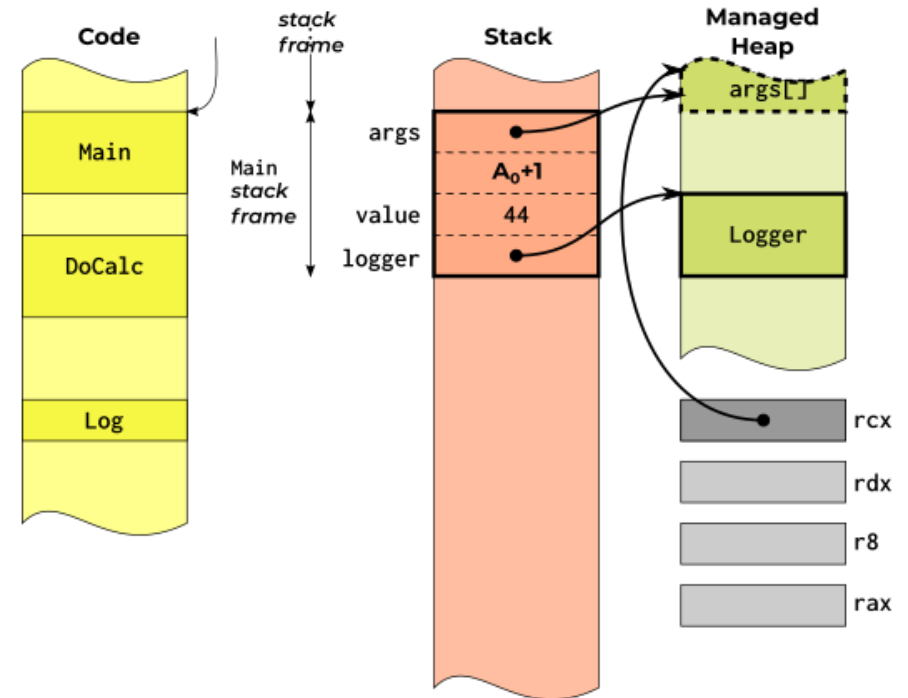 Code
stack
frame
Stack
Managed
Heap
args[]
args
Main
A₀+1
Main
stack
frame
value
44
Logger
logger
DoCalc
Log
rcx
rdx
r8
rax